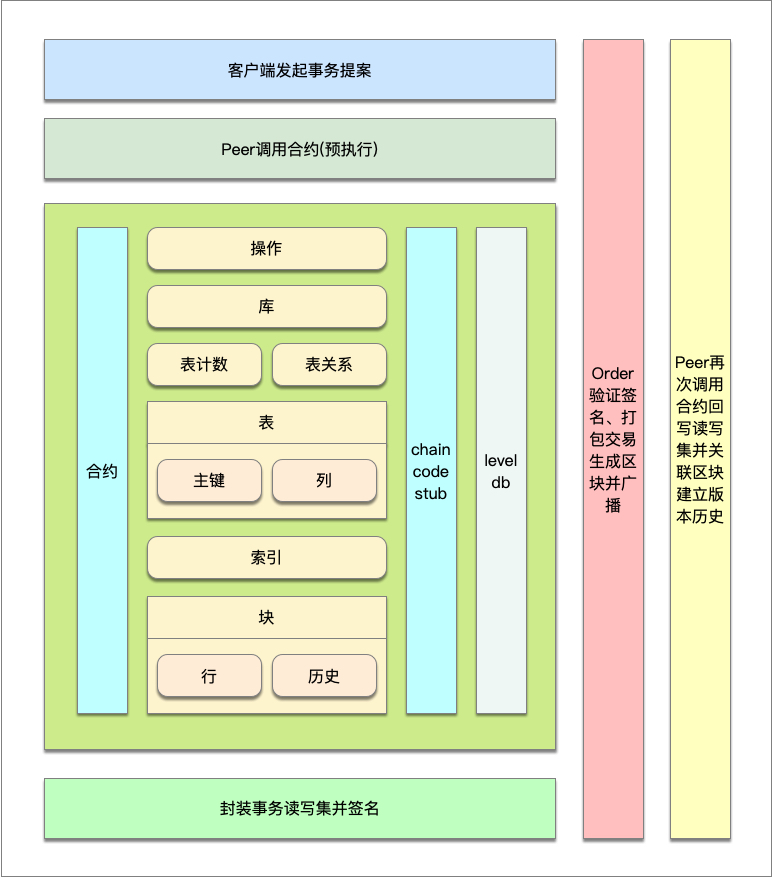 客户端发起事务提案
Peer调用合约(预执行)
合约
操作
库
表计数
表关系
表
主键
列
索引
块
行
历史
chain
code
stub
level
db
封装事务读写集并签名
Order
验证签
名、打
包交易
生成区
块并广
播
Peer再
次调用
合约回
写读写
集并关
联区块
建立版
本历史